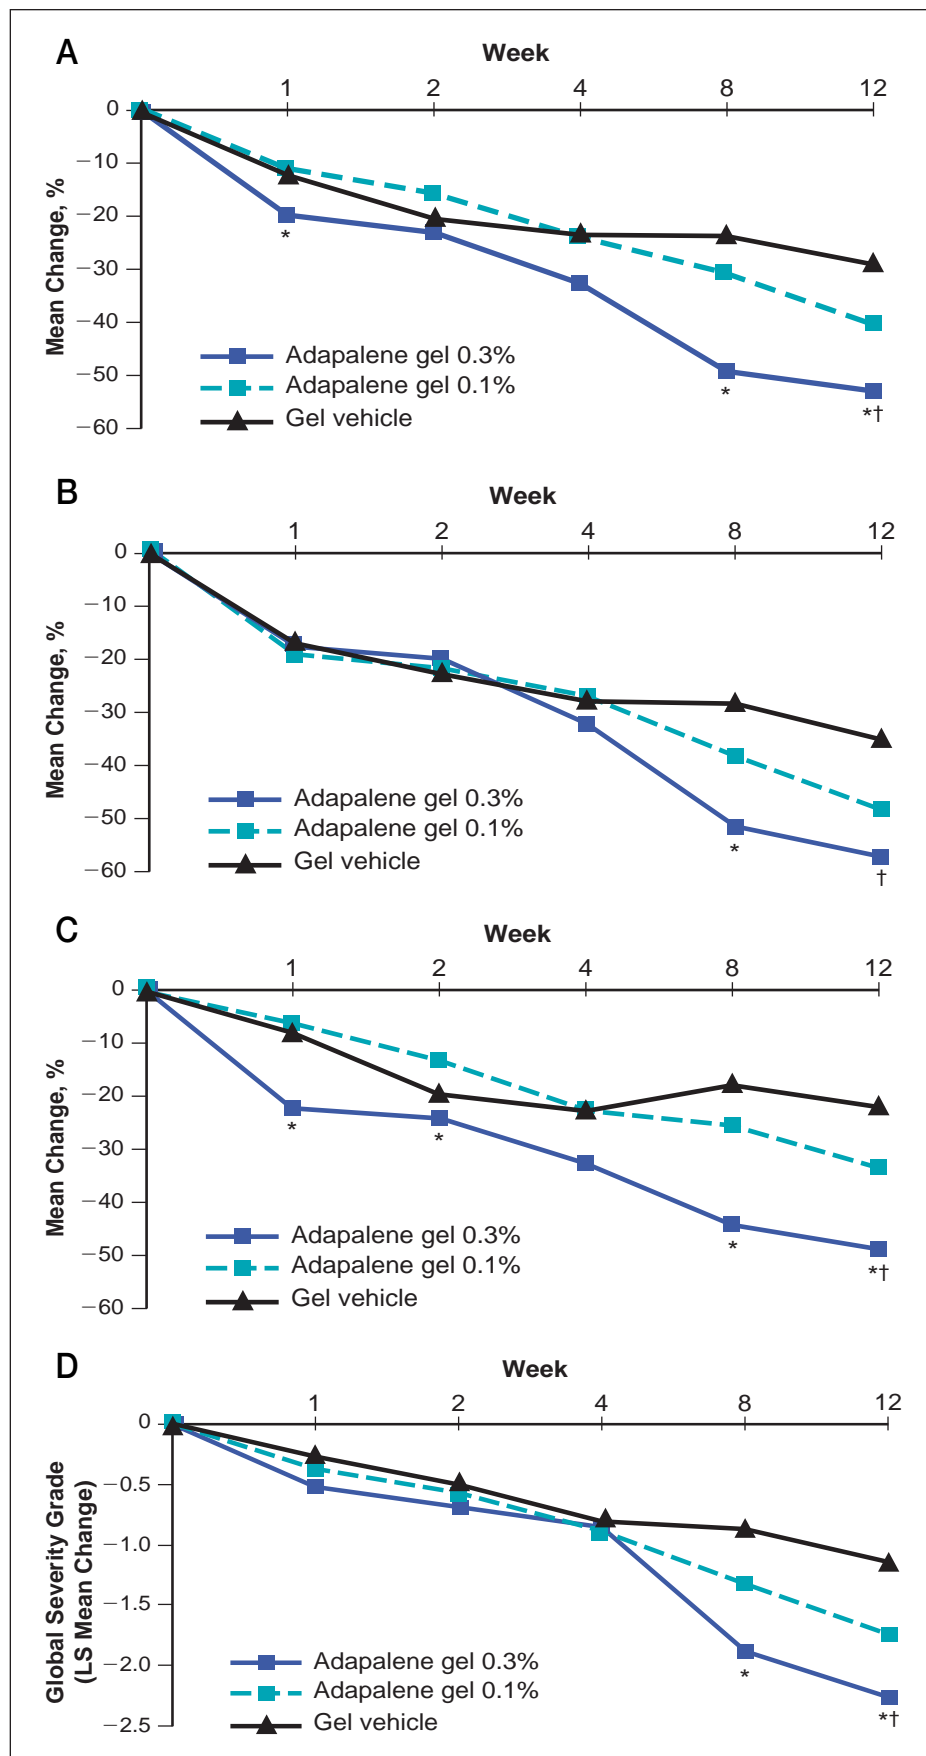 A
Week
1 2 4 8 12
0
−10
−20
−30
−40
−50
−60
Mean Change, %
*
*
*†
Adapalene gel 0.3%
Adapalene gel 0.1%
Gel vehicle
B
Week
1 2 4 8 12
0
−10
−20
−30
−40
−50
−60
Mean Change, %
*
†
Adapalene gel 0.3%
Adapalene gel 0.1%
Gel vehicle
C
Week
1 2 4 8 12
0
−10
−20
−30
−40
−50
−60
Mean Change, %
*
*
*
*†
Adapalene gel 0.3%
Adapalene gel 0.1%
Gel vehicle
D
Week
1 2 4 8 12
0
−0.5
−1.0
−1.5
−2.0
−2.5
Global Severity Grade
(LS Mean Change)
*
*†
Adapalene gel 0.3%
Adapalene gel 0.1%
Gel vehicle